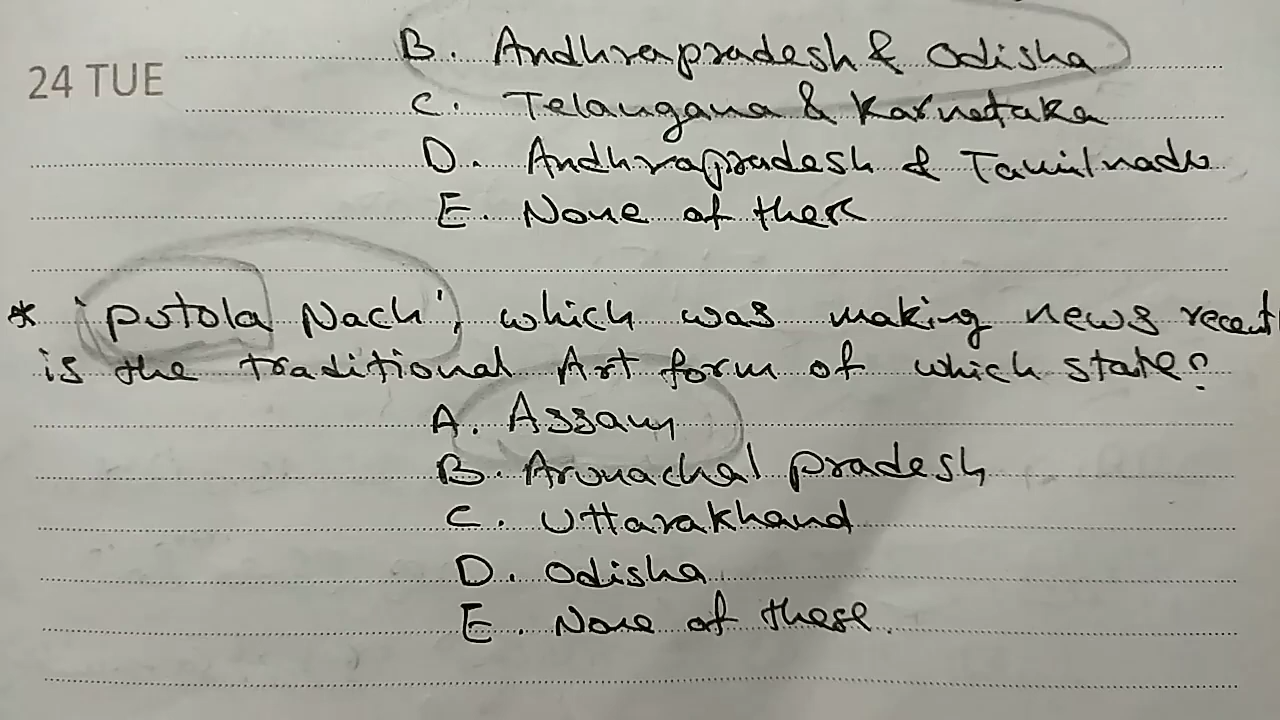 B. Andhrapradesh & Odisha
24 TUE
C. Telangana & Karnataka
D. Andhrapradesh & Tamilnadu
E. None of these
* 'Putola Nach', which was making news recent
is the traditional Art form of which state?
A. Assam
B. Arunachal pradesh
C. Uttarakhand
D. Odisha
E. None of these.